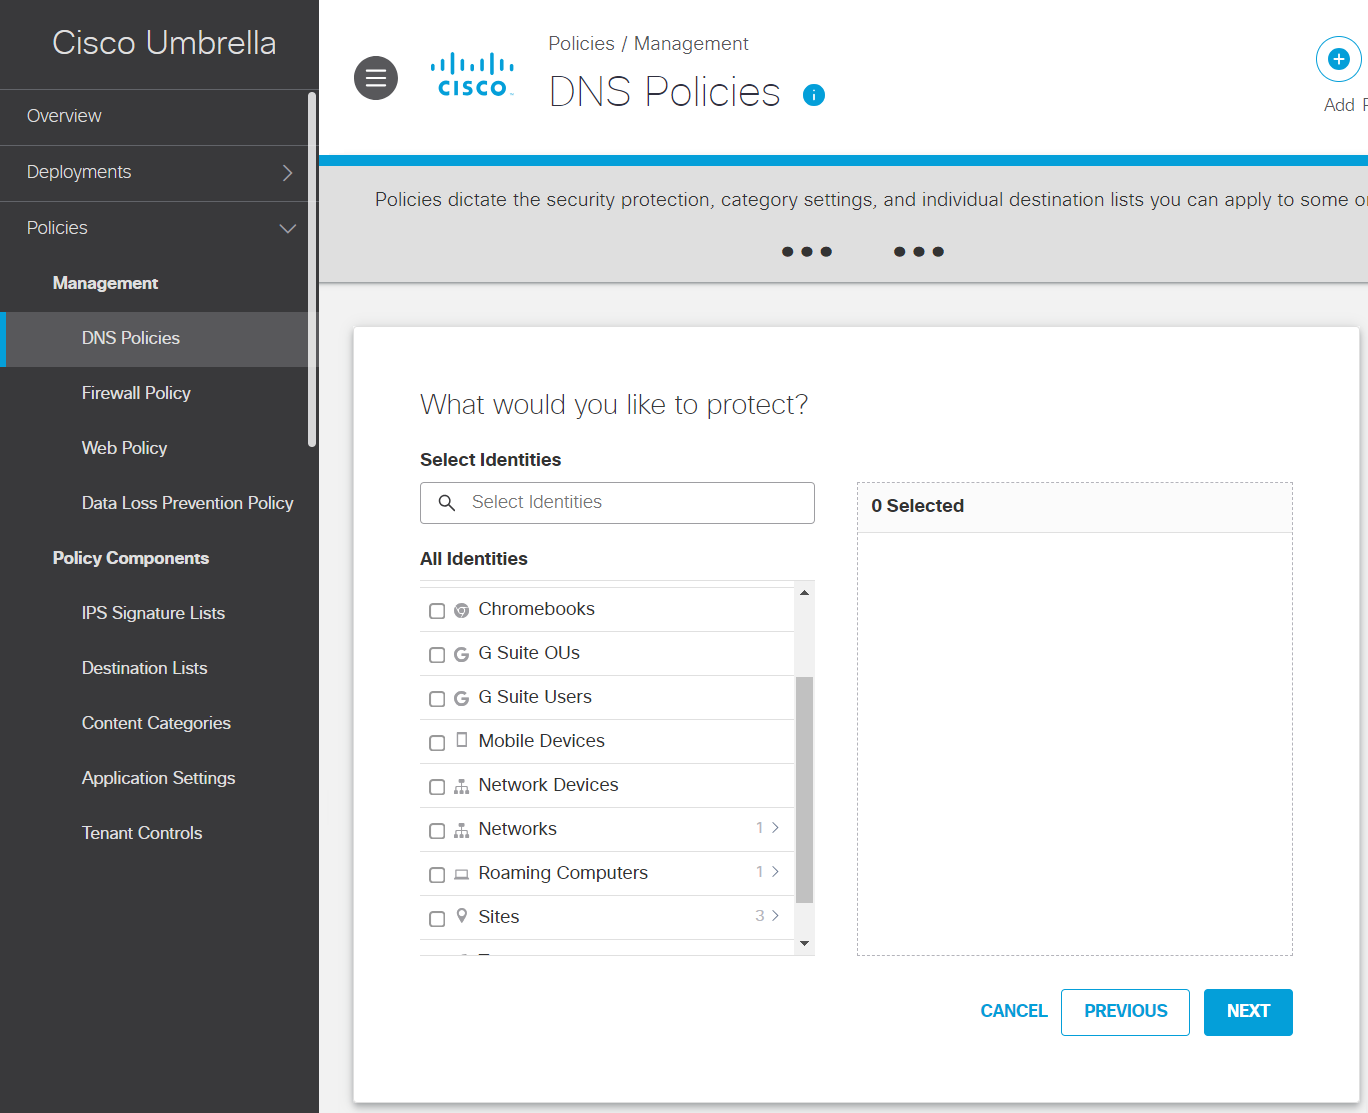 Cisco Umbrella
Overview
Deployments
Policies
Management
DNS Policies
Firewall Policy
Web Policy
Data Loss Prevention Policy
Policy Components
IPS Signature Lists
Destination Lists
Content Categories
Application Settings
Tenant Controls
cisco
Policies / Management
DNS Policies
Add
Policies dictate the security protection, category settings, and individual destination lists you can apply to some
What would you like to protect?
Select Identities
Select Identities
0 Selected
All Identities
Chromebooks
G Suite OUs
G Suite Users
Mobile Devices
Network Devices
Networks 1
Roaming Computers 1
Sites 3
CANCEL PREVIOUS NEXT